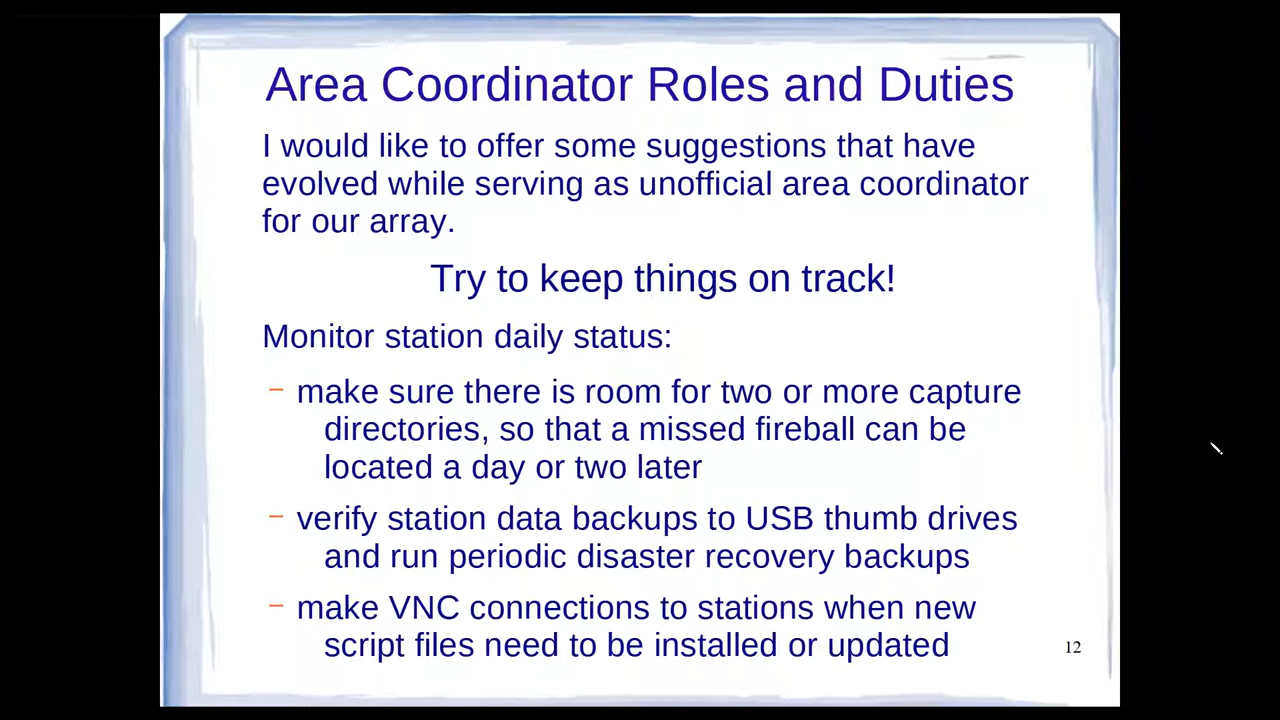 Area Coordinator Roles and Duties
I would like to offer some suggestions that have
evolved while serving as unofficial area coordinator
for our array.
Try to keep things on track!
Monitor station daily status:
– make sure there is room for two or more capture
directories, so that a missed fireball can be
located a day or two later
– verify station data backups to USB thumb drives
and run periodic disaster recovery backups
– make VNC connections to stations when new
script files need to be installed or updated
12